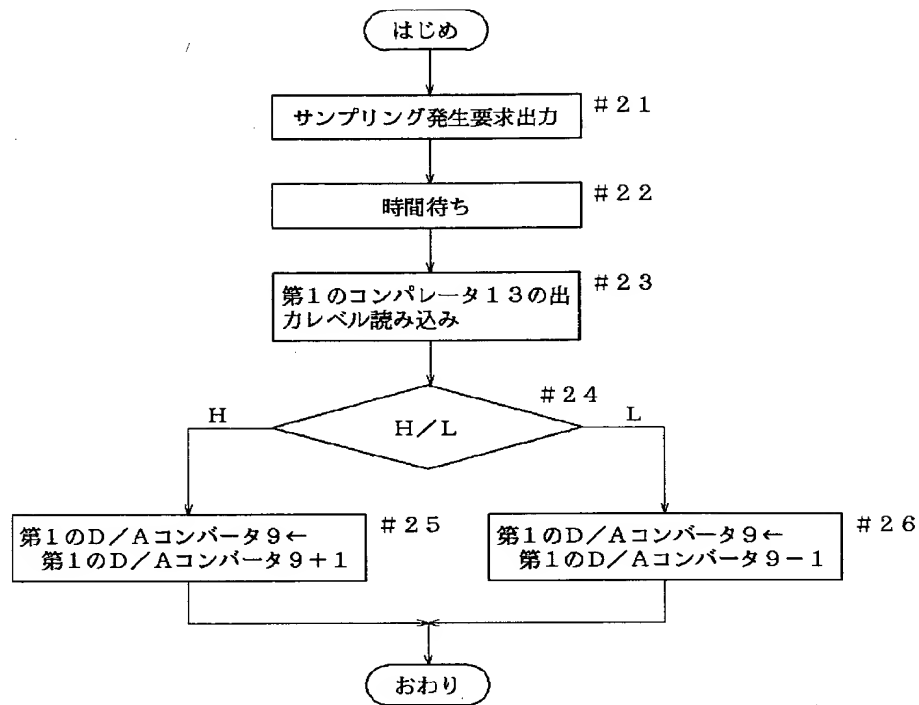 はじめ
サンプリング発生要求出力
#21
時間待ち
#22
第1のコンパレータ13の出
力レベル読み込み
#23
#24
H
H/L
L
第1のD/Aコンバータ9←
第1のD/Aコンバータ9+1
#25
第1のD/Aコンバータ9←
第1のD/Aコンバータ9-1
#26
おわり